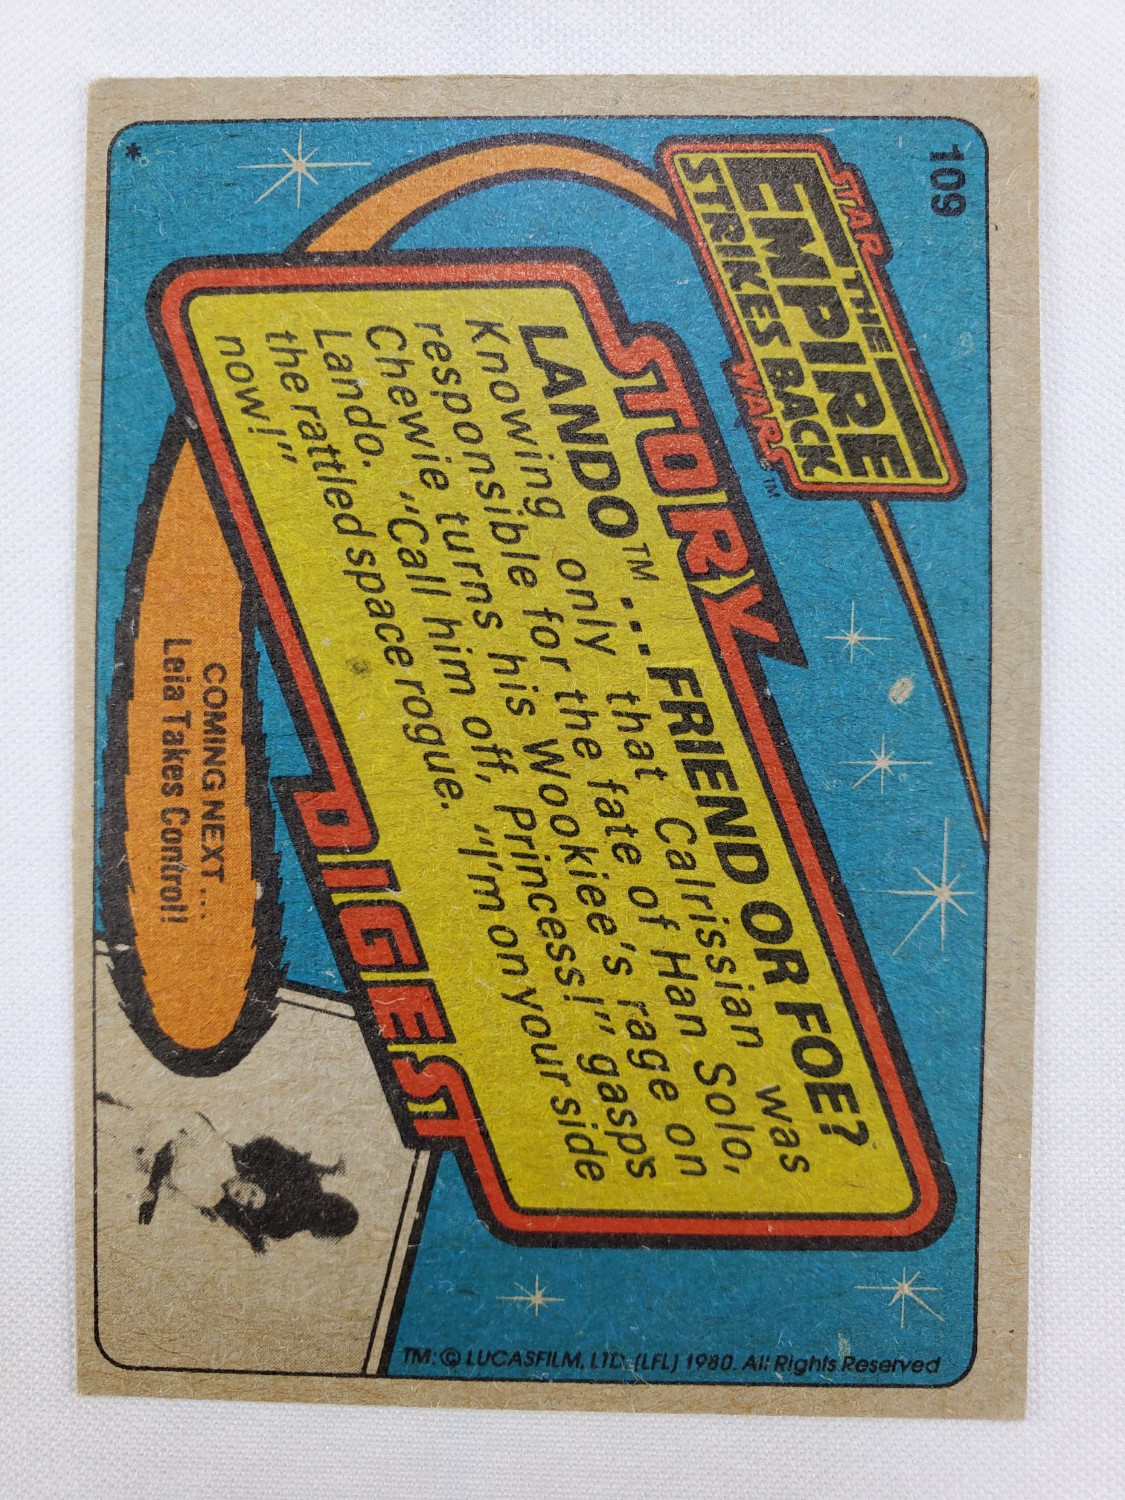 109
STAR
THE
EMPIRE
STRIKES BACK
WARS™
STORY
LANDO™...FRIEND OR FOE?
Knowing only that Calrissian was
responsible for the fate of Han Solo,
Chewie turns his Wookiee's rage on
Lando. "Call him off, Princess!" gasps
the rattled space rogue. "I'm on your side
now!"
DIGEST
COMING NEXT...
Leia Takes Control!
*
TM: © LUCASFILM, LTD. (LFL) 1980. All Rights Reserved